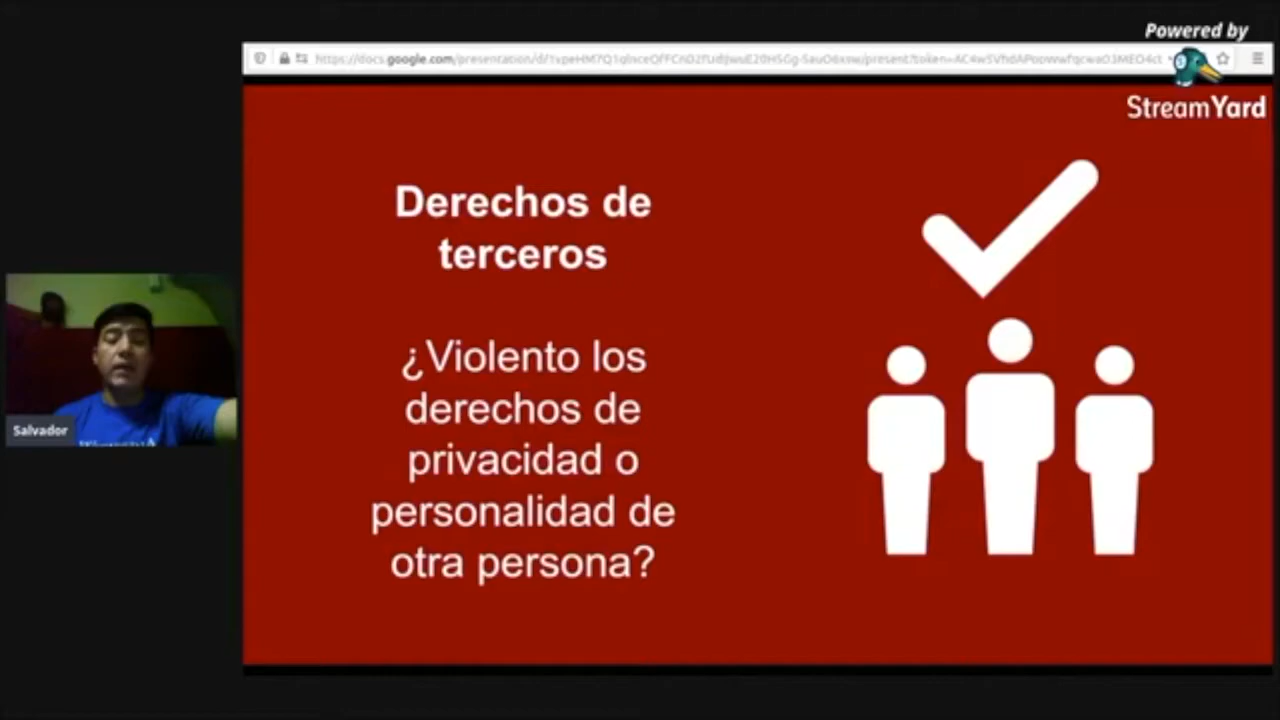 Powered by
StreamYard
Derechos de
terceros
¿Violento los
derechos de
privacidad o
personalidad de
otra persona?
Salvador